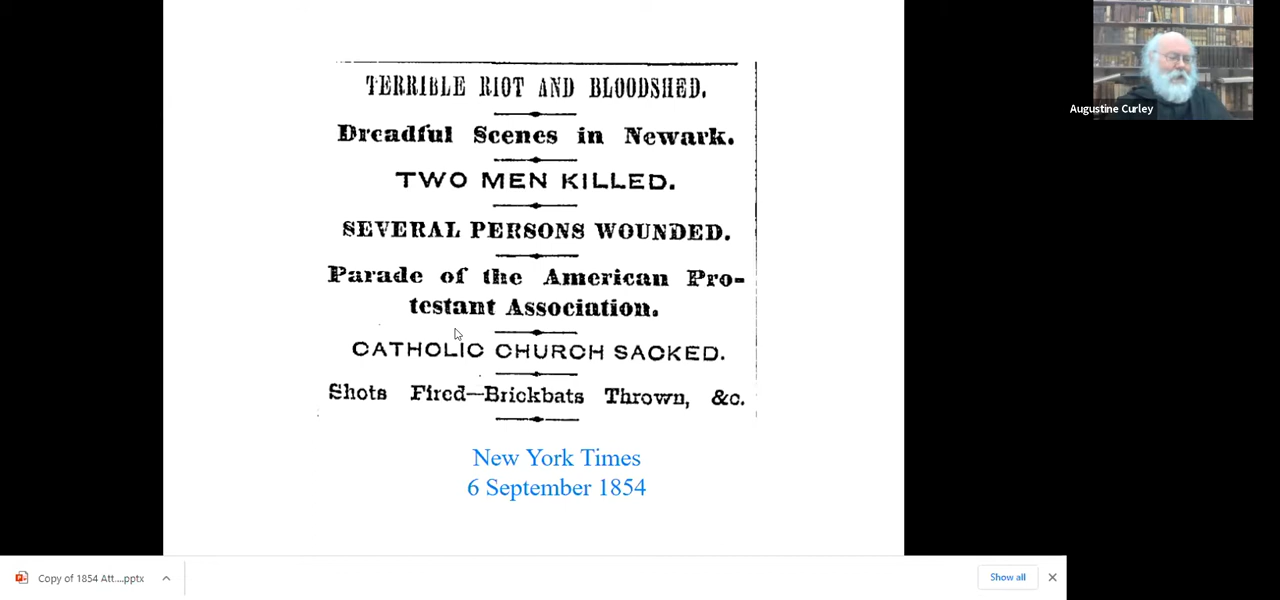 TERRIBLE RIOT AND BLOODSHED.
Dreadful Scenes in Newark.
TWO MEN KILLED.
SEVERAL PERSONS WOUNDED.
Parade of the American Pro-
testant Association.
CATHOLIC CHURCH SACKED.
Shots Fired—Brickbats Thrown, &c.
New York Times
6 September 1854
Augustine Curley
Copy of 1854 Att....pptx
Show all